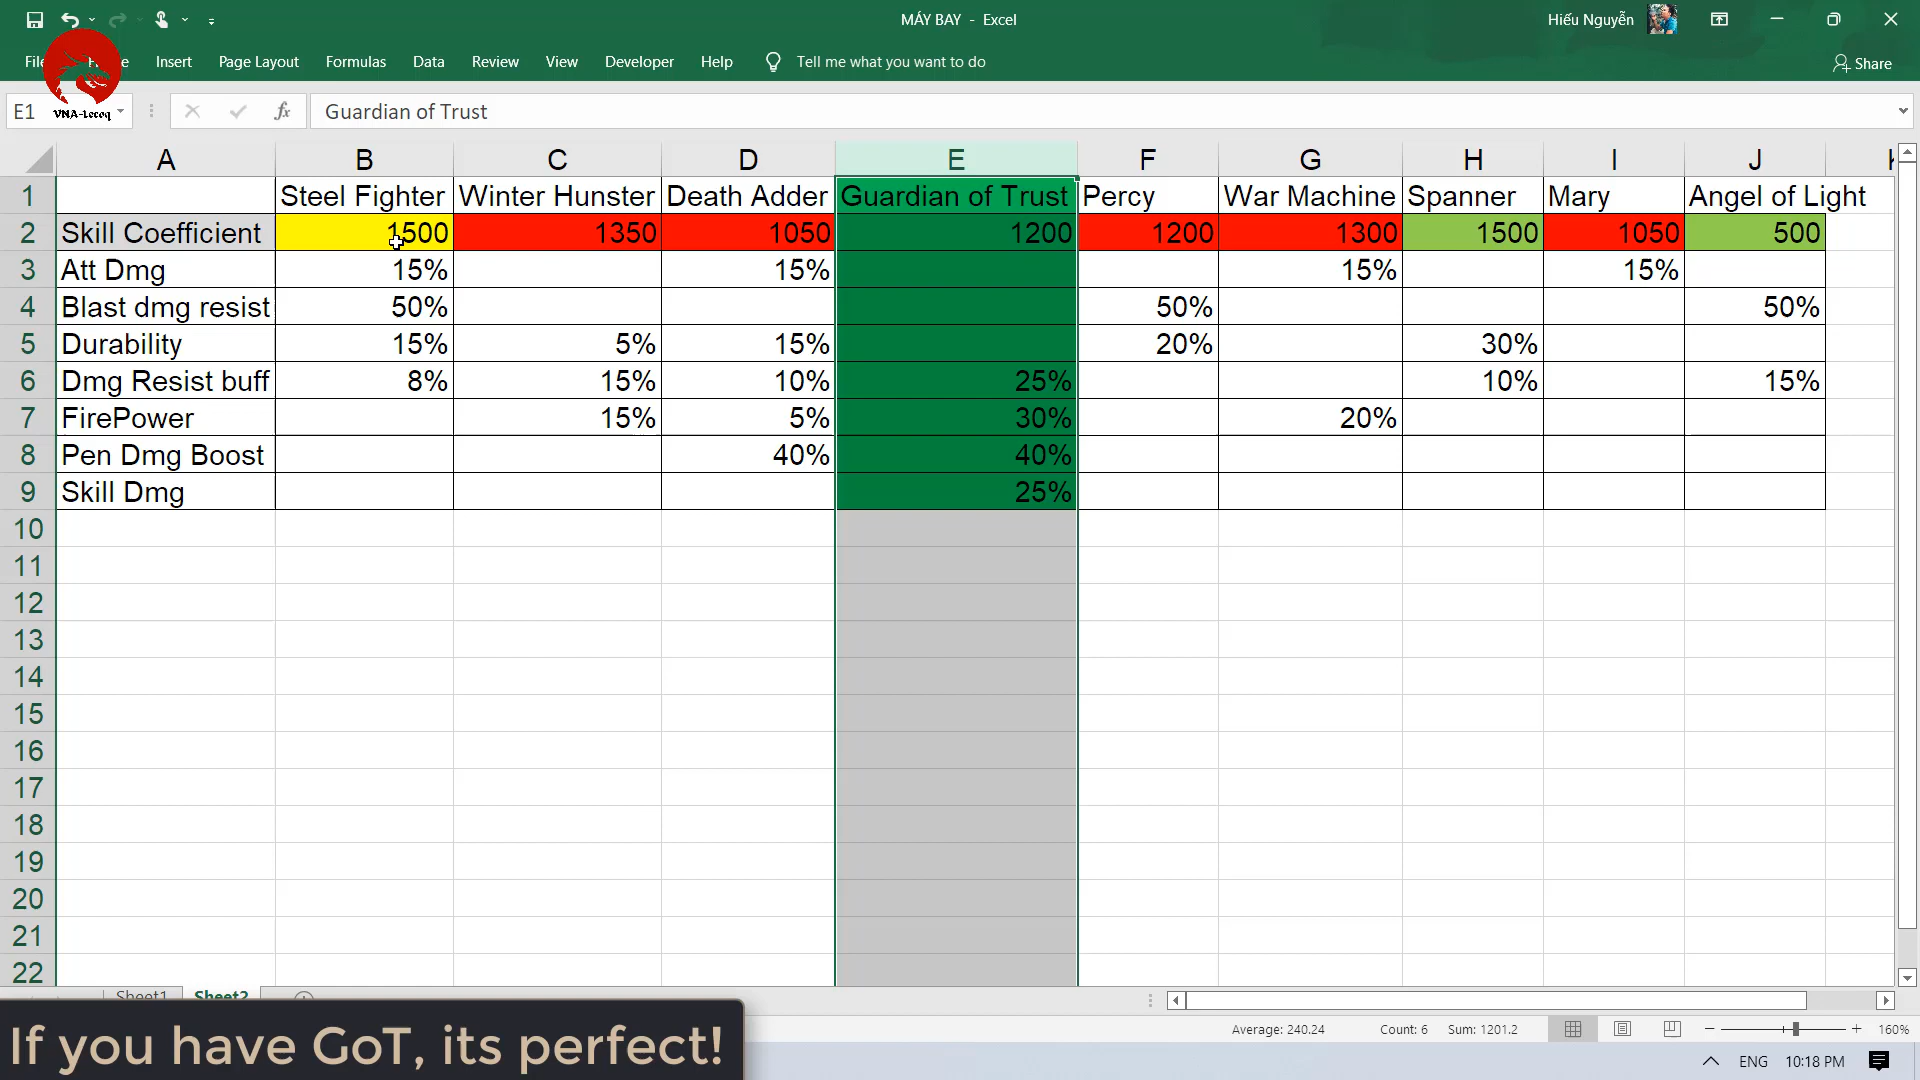 MÁY BAY - Excel
Hiếu Nguyễn
File Home Insert Page Layout Formulas Data Review View Developer Help Tell me what you want to do
Share
VNA-Lecoq
E1
fx
Guardian of Trust
A B C D E F G H I J
1 Steel Fighter Winter Hunster Death Adder Guardian of Trust Percy War Machine Spanner Mary Angel of Light
2 Skill Coefficient 1500 1350 1050 1200 1200 1300 1500 1050 500
3 Att Dmg 15% 15% 15% 15%
4 Blast dmg resist 50% 50% 50%
5 Durability 15% 5% 15% 20% 30%
6 Dmg Resist buff 8% 15% 10% 25% 10% 15%
7 FirePower 15% 5% 30% 20%
8 Pen Dmg Boost 40% 40%
9 Skill Dmg 25%
10
11
12
13
14
15
16
17
18
19
20
21
22
Sheet1 Sheet2
If you have GoT, its perfect!
Average: 240.24 Count: 6 Sum: 1201.2
160%
ENG 10:18 PM